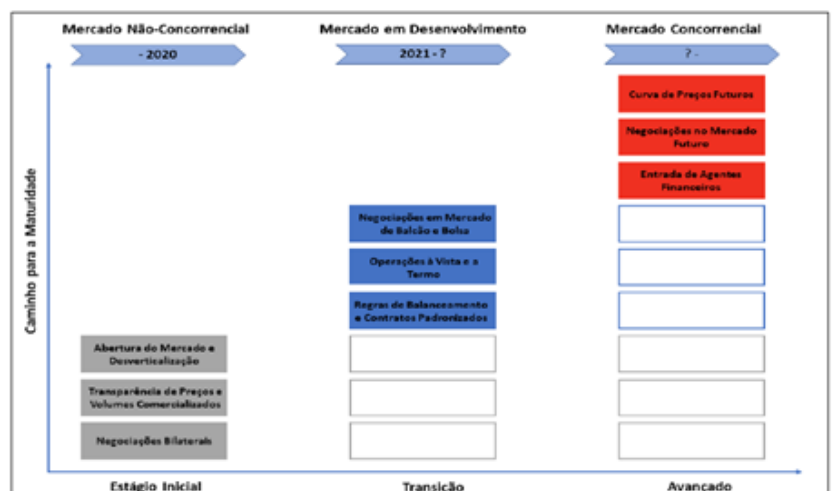 Mercado Não-Concorrencial
Mercado em Desenvolvimento
Mercado Concorrencial
- 2020
2021 - ?
? -
Caminho para a Maturidade
Curva de Preços Futuros
Negociações no Mercado
Futuro
Entrada de Agentes
Financeiros
Negociações em Mercado
de Balcão e Bolsa
Operações à Vista e a
Termo
Regras de Balanceamento
e Contratos Padronizados
Abertura do Mercado e
Desverticalização
Transparência de Preços e
Volumes Comercializados
Negociações Bilaterais
Estágio Inicial
Transição
Avançado